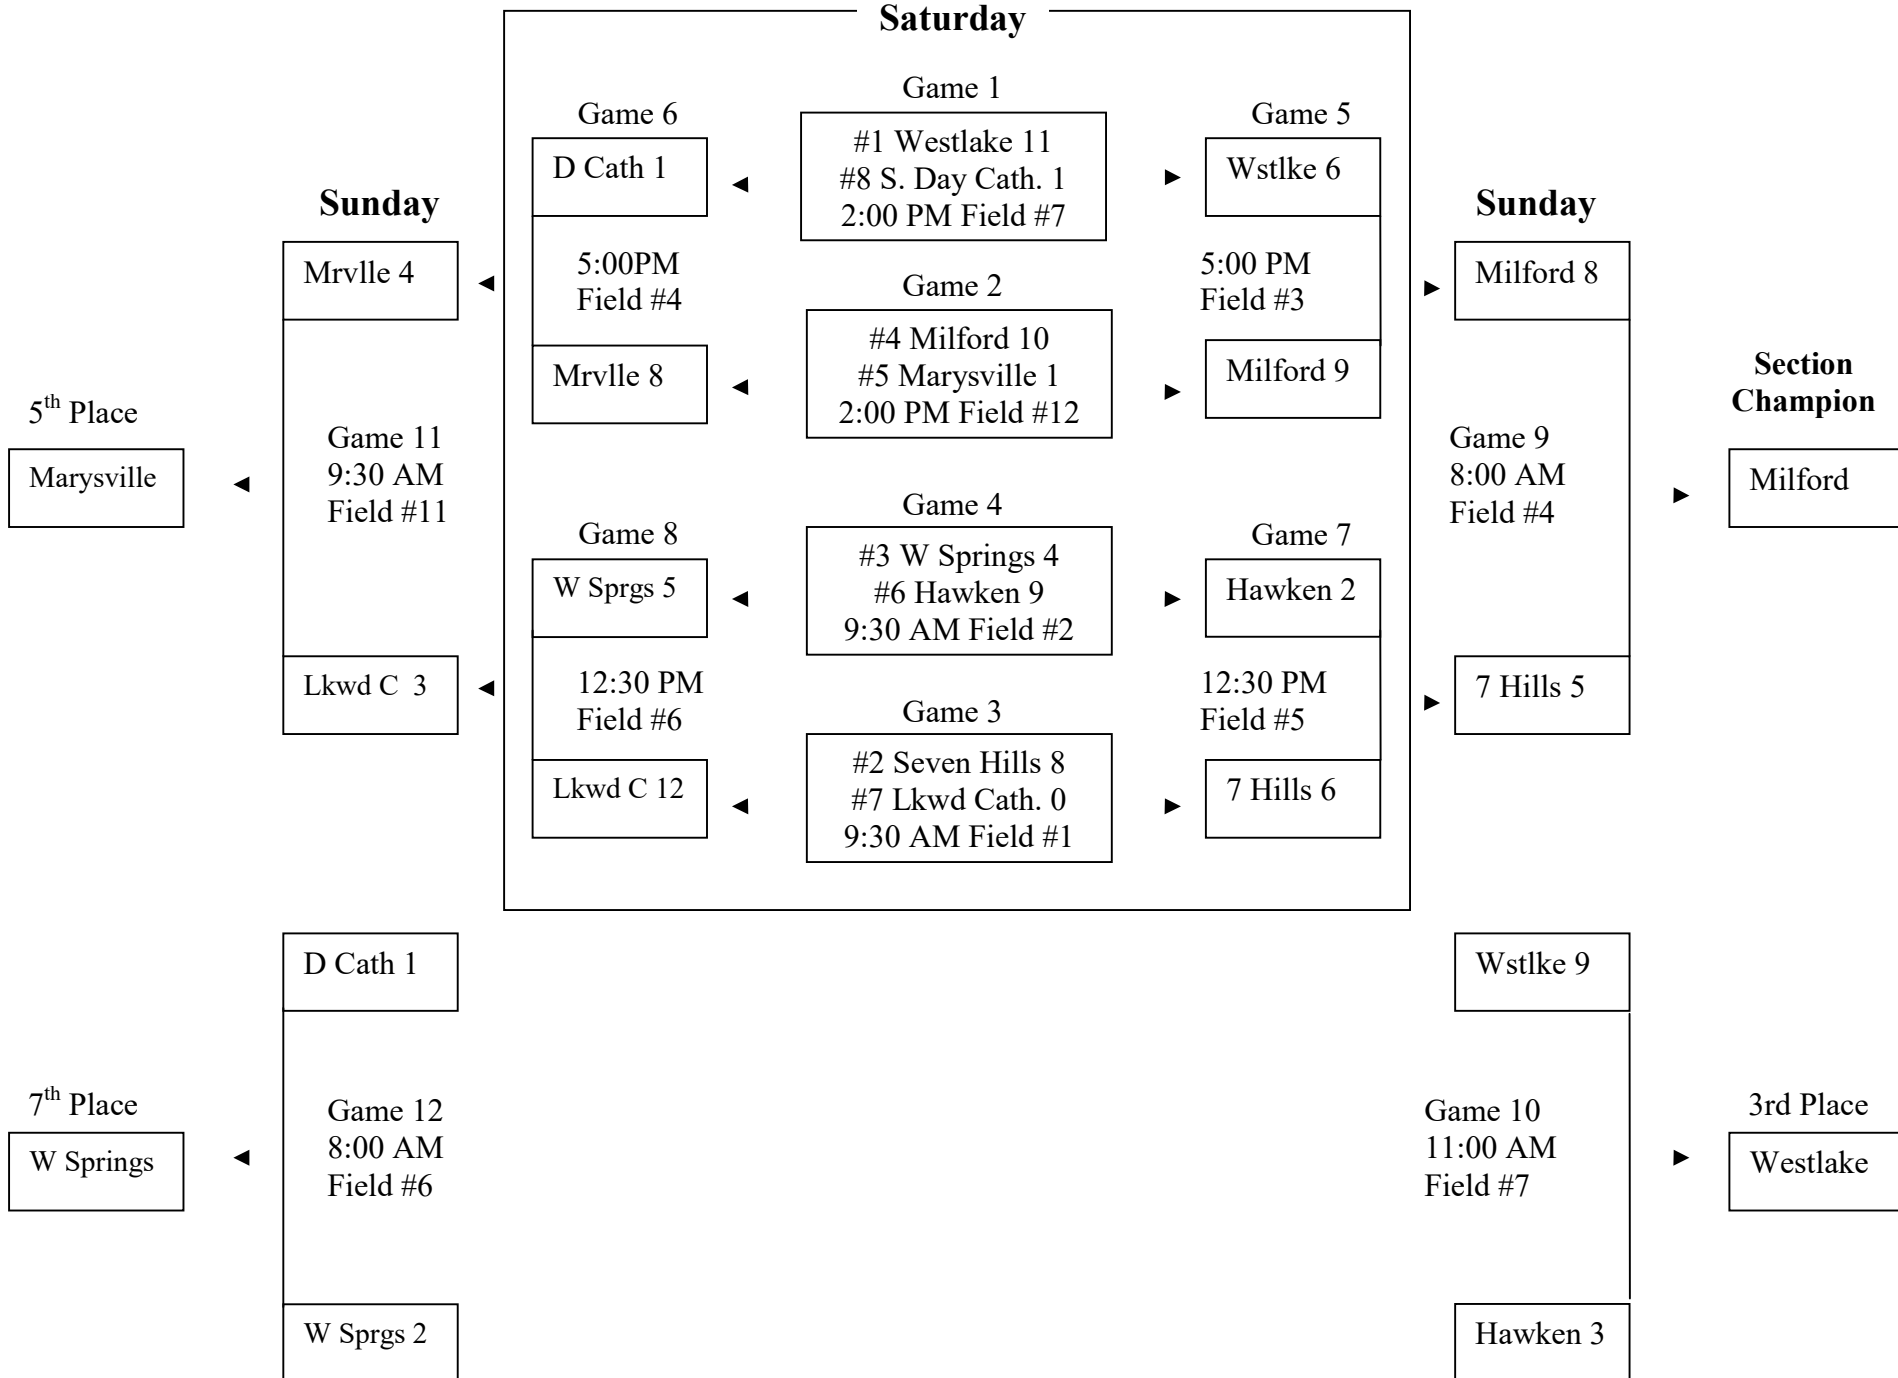 Saturday
Game 1
Game 6
Game 5
#1 Westlake 11
#8 S. Day Cath. 1
2:00 PM Field #7
D Cath 1
Wstlke 6
Sunday
Sunday
Mrvlle 4
5:00PM
Field #4
Game 2
5:00 PM
Field #3
Milford 8
#4 Milford 10
#5 Marysville 1
2:00 PM Field #12
Mrvlle 8
Milford 9
Section
Champion
5th Place
Marysville
Game 11
9:30 AM
Field #11
Game 9
8:00 AM
Field #4
Milford
Game 4
Game 8
Game 7
#3 W Springs 4
#6 Hawken 9
9:30 AM Field #2
W Sprgs 5
Hawken 2
Lkwd C 3
12:30 PM
Field #6
Game 3
12:30 PM
Field #5
7 Hills 5
#2 Seven Hills 8
#7 Lkwd Cath. 0
9:30 AM Field #1
Lkwd C 12
7 Hills 6
D Cath 1
Wstlke 9
7th Place
W Springs
Game 12
8:00 AM
Field #6
Game 10
11:00 AM
Field #7
3rd Place
Westlake
W Sprgs 2
Hawken 3